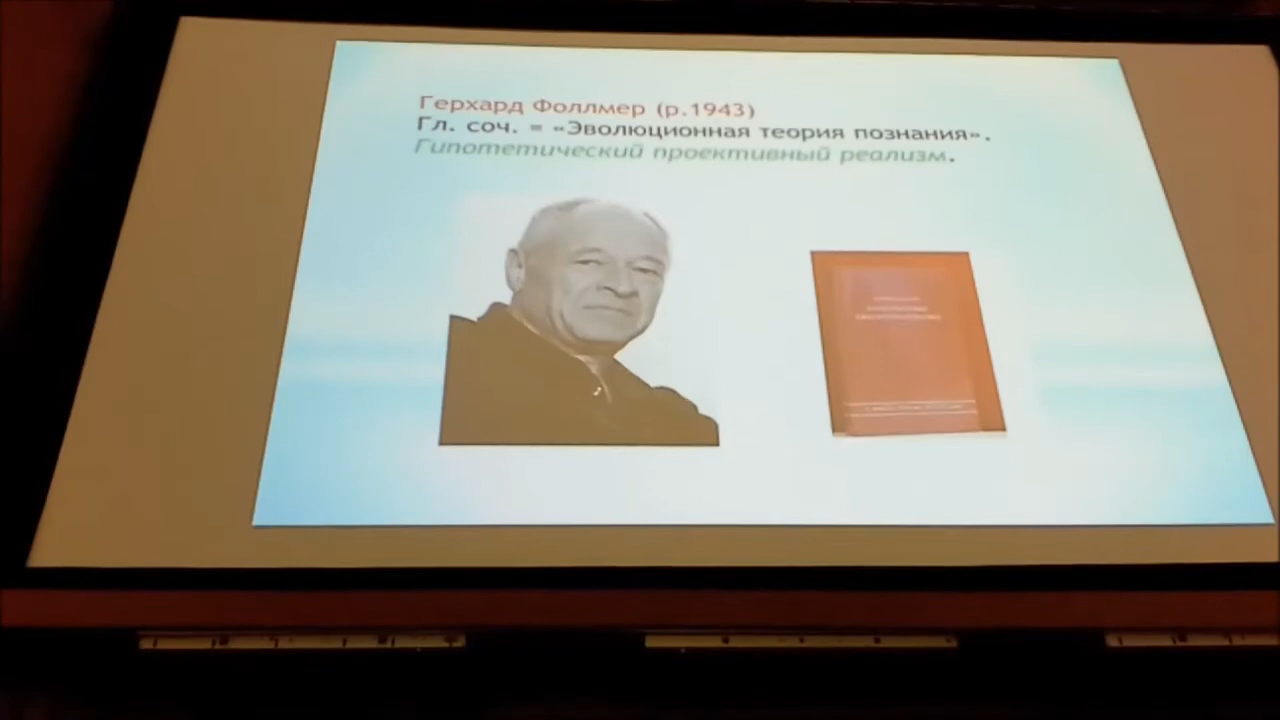 Герхард Фоллмер (р.1943)
Гл. соч. = «Эволюционная теория познания».
Гипотетический проективный реализм.